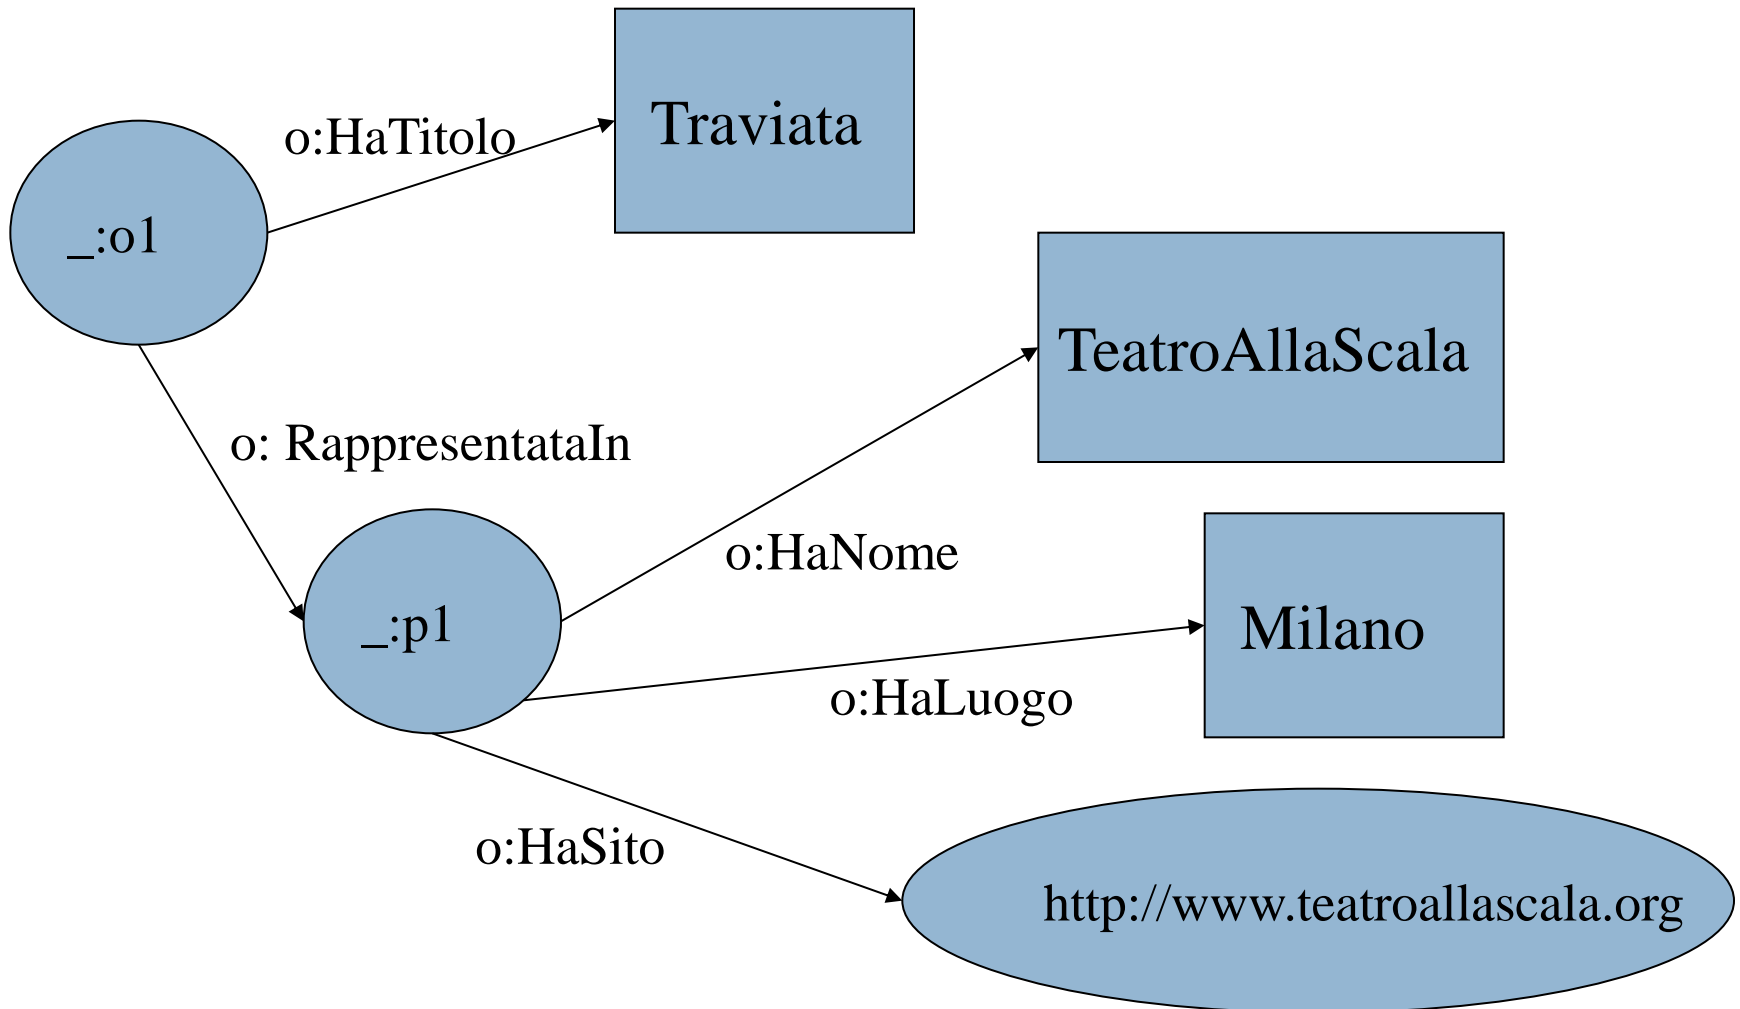 Traviata
o:HaTitolo
_:o1
TeatroAllaScala
o: RappresentataIn
o:HaNome
_:p1
Milano
o:HaLuogo
o:HaSito
http://www.teatroallascala.org